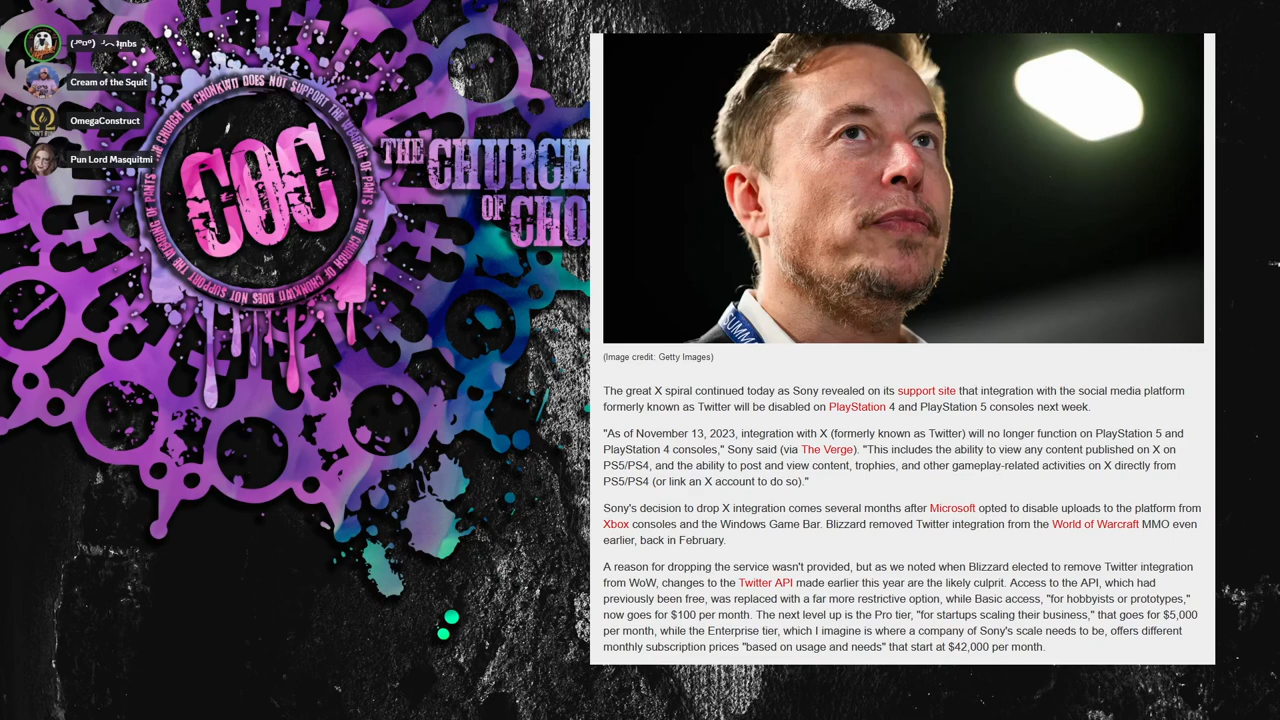 (╯°□°)╯︵ ʞunbs
Cream of the Squit
OmegaConstruct
Pun Lord Masquitmi
THE CHURCH OF CHONKWU DOES NOT SUPPORT THE WEARING OF PANTS
COC
THE CHURCH
OF CHO
SUMM
(Image credit: Getty Images)
The great X spiral continued today as Sony revealed on its support site that integration with the social media platform
formerly known as Twitter will be disabled on PlayStation 4 and PlayStation 5 consoles next week.
"As of November 13, 2023, integration with X (formerly known as Twitter) will no longer function on PlayStation 5 and
PlayStation 4 consoles," Sony said (via The Verge). "This includes the ability to view any content published on X on
PS5/PS4, and the ability to post and view content, trophies, and other gameplay-related activities on X directly from
PS5/PS4 (or link an X account to do so)."
Sony's decision to drop X integration comes several months after Microsoft opted to disable uploads to the platform from
Xbox consoles and the Windows Game Bar. Blizzard removed Twitter integration from the World of Warcraft MMO even
earlier, back in February.
A reason for dropping the service wasn't provided, but as we noted when Blizzard elected to remove Twitter integration
from WoW, changes to the Twitter API made earlier this year are the likely culprit. Access to the API, which had
previously been free, was replaced with a far more restrictive option, while Basic access, "for hobbyists or prototypes,"
now goes for $100 per month. The next level up is the Pro tier, "for startups scaling their business," that goes for $5,000
per month, while the Enterprise tier, which I imagine is where a company of Sony's scale needs to be, offers different
monthly subscription prices "based on usage and needs" that start at $42,000 per month.